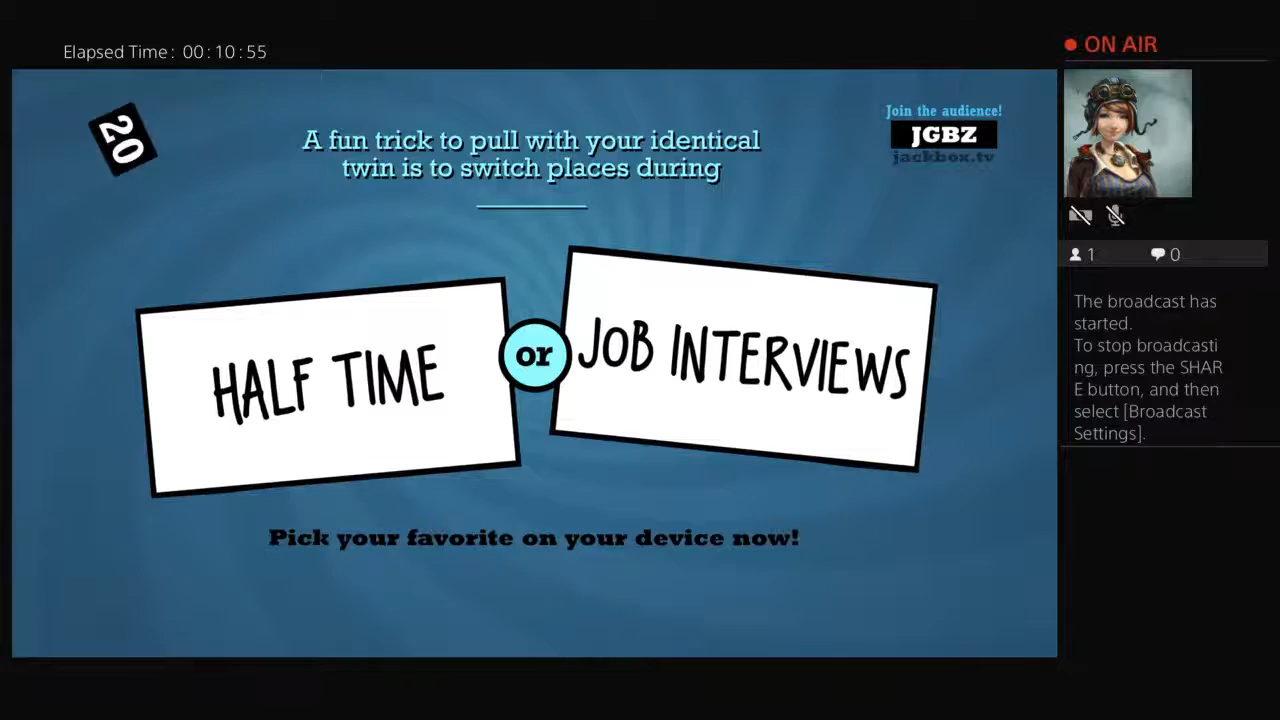 Elapsed Time: 00:10:55
ON AIR
20
A fun trick to pull with your identical
twin is to switch places during
Join the audience!
JGBZ
jackbox.tv
HALF TIME
or
JOB INTERVIEWS
Pick your favorite on your device now!
1
0
The broadcast has
started.
To stop broadcasti
ng, press the SHAR
E button, and then
select [Broadcast
Settings].